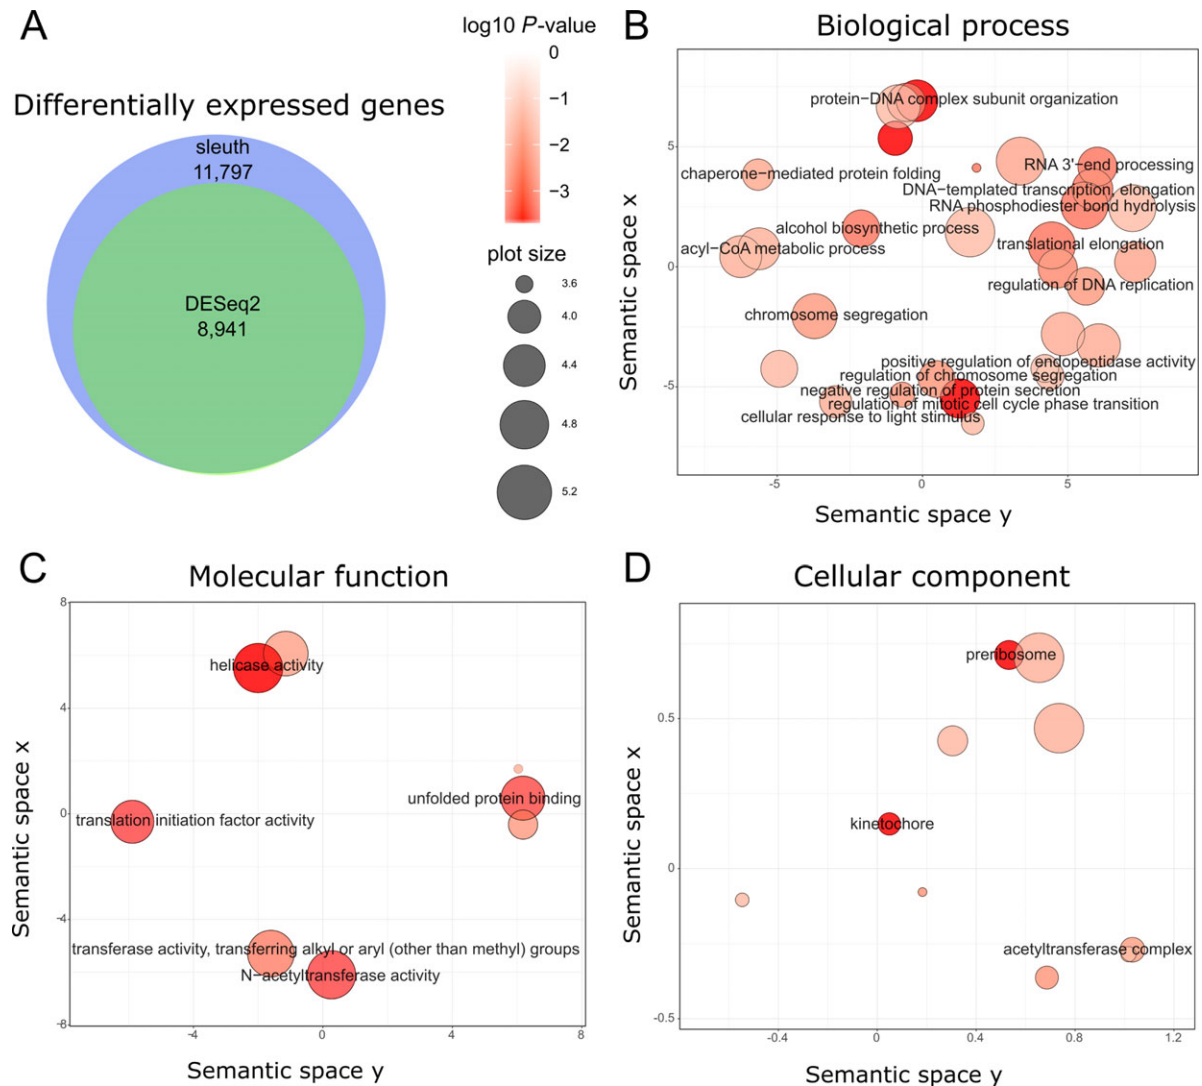 A
Differentially expressed genes
sleuth
11,797
DESeq2
8,941
log10 P-value
0
−1
−2
−3
plot size
3.6
4.0
4.4
4.8
5.2
B
Biological process
protein−DNA complex subunit organization
RNA 3'−end processing
chaperone−mediated protein folding
DNA−templated transcription, elongation
RNA phosphodiester bond hydrolysis
alcohol biosynthetic process
translational elongation
acyl−CoA metabolic process
regulation of DNA replication
chromosome segregation
positive regulation of endopeptidase activity
regulation of chromosome segregation
negative regulation of protein secretion
regulation of mitotic cell cycle phase transition
cellular response to light stimulus
5
0
-5
-5
0
5
Semantic space x
Semantic space y
C
Molecular function
helicase activity
unfolded protein binding
translation initiation factor activity
transferase activity, transferring alkyl or aryl (other than methyl) groups
N−acetyltransferase activity
8
4
0
-4
-8
-4
0
4
8
Semantic space x
Semantic space y
D
Cellular component
preribosome
kinetochore
acetyltransferase complex
0.5
0
-0.5
-0.4
0
0.4
0.8
1.2
Semantic space x
Semantic space y